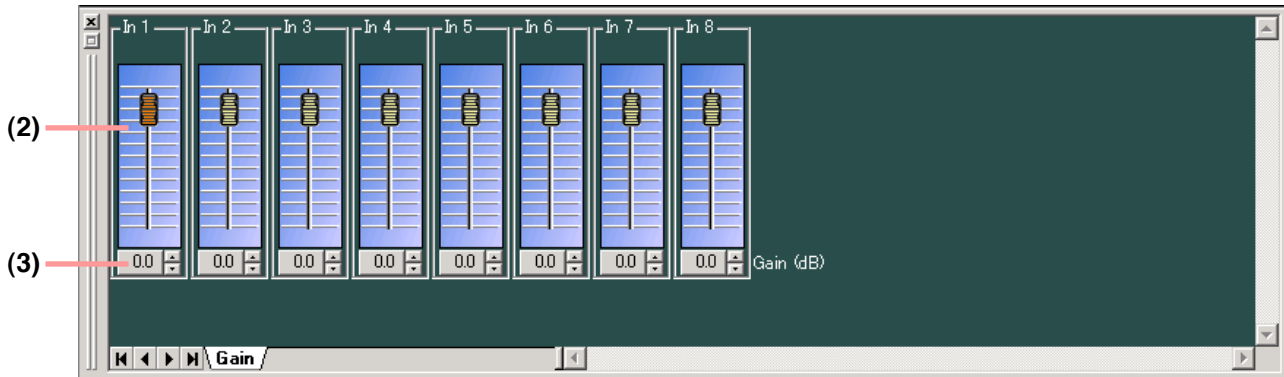 In 1 In 2 In 3 In 4 In 5 In 6 In 7 In 8
(2)
(3) 0.0 0.0 0.0 0.0 0.0 0.0 0.0 0.0 Gain (dB)
Gain